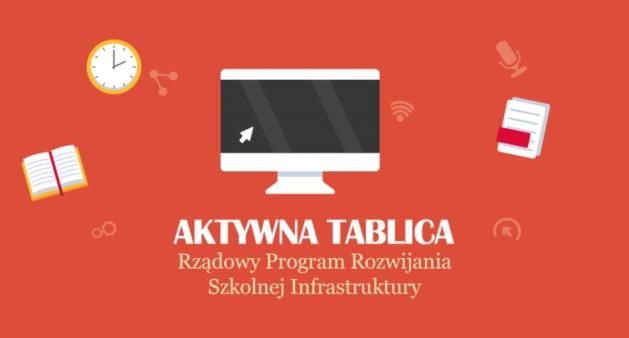 AKTYWNA TABLICA
Rządowy Program Rozwijania
Szkolnej Infrastruktury